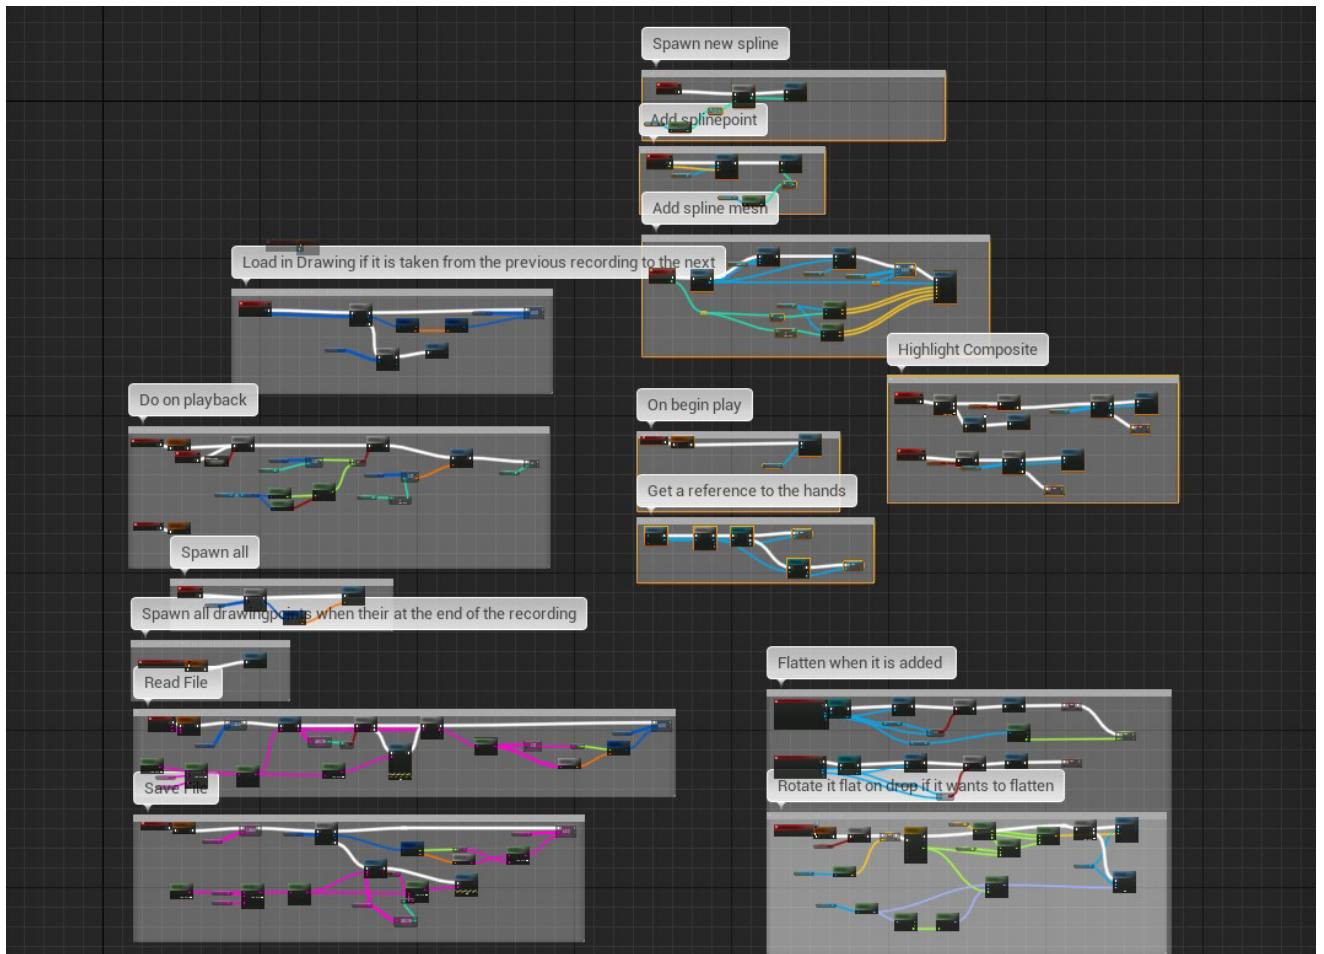 Spawn new spline
Add splinepoint
Add spline mesh
Load in Drawing if it is taken from the previous recording to the next
Highlight Composite
Do on playback
On begin play
Get a reference to the hands
Spawn all
Spawn all drawingpoints when their at the end of the recording
Flatten when it is added
Read File
Rotate it flat on drop if it wants to flatten
Save File